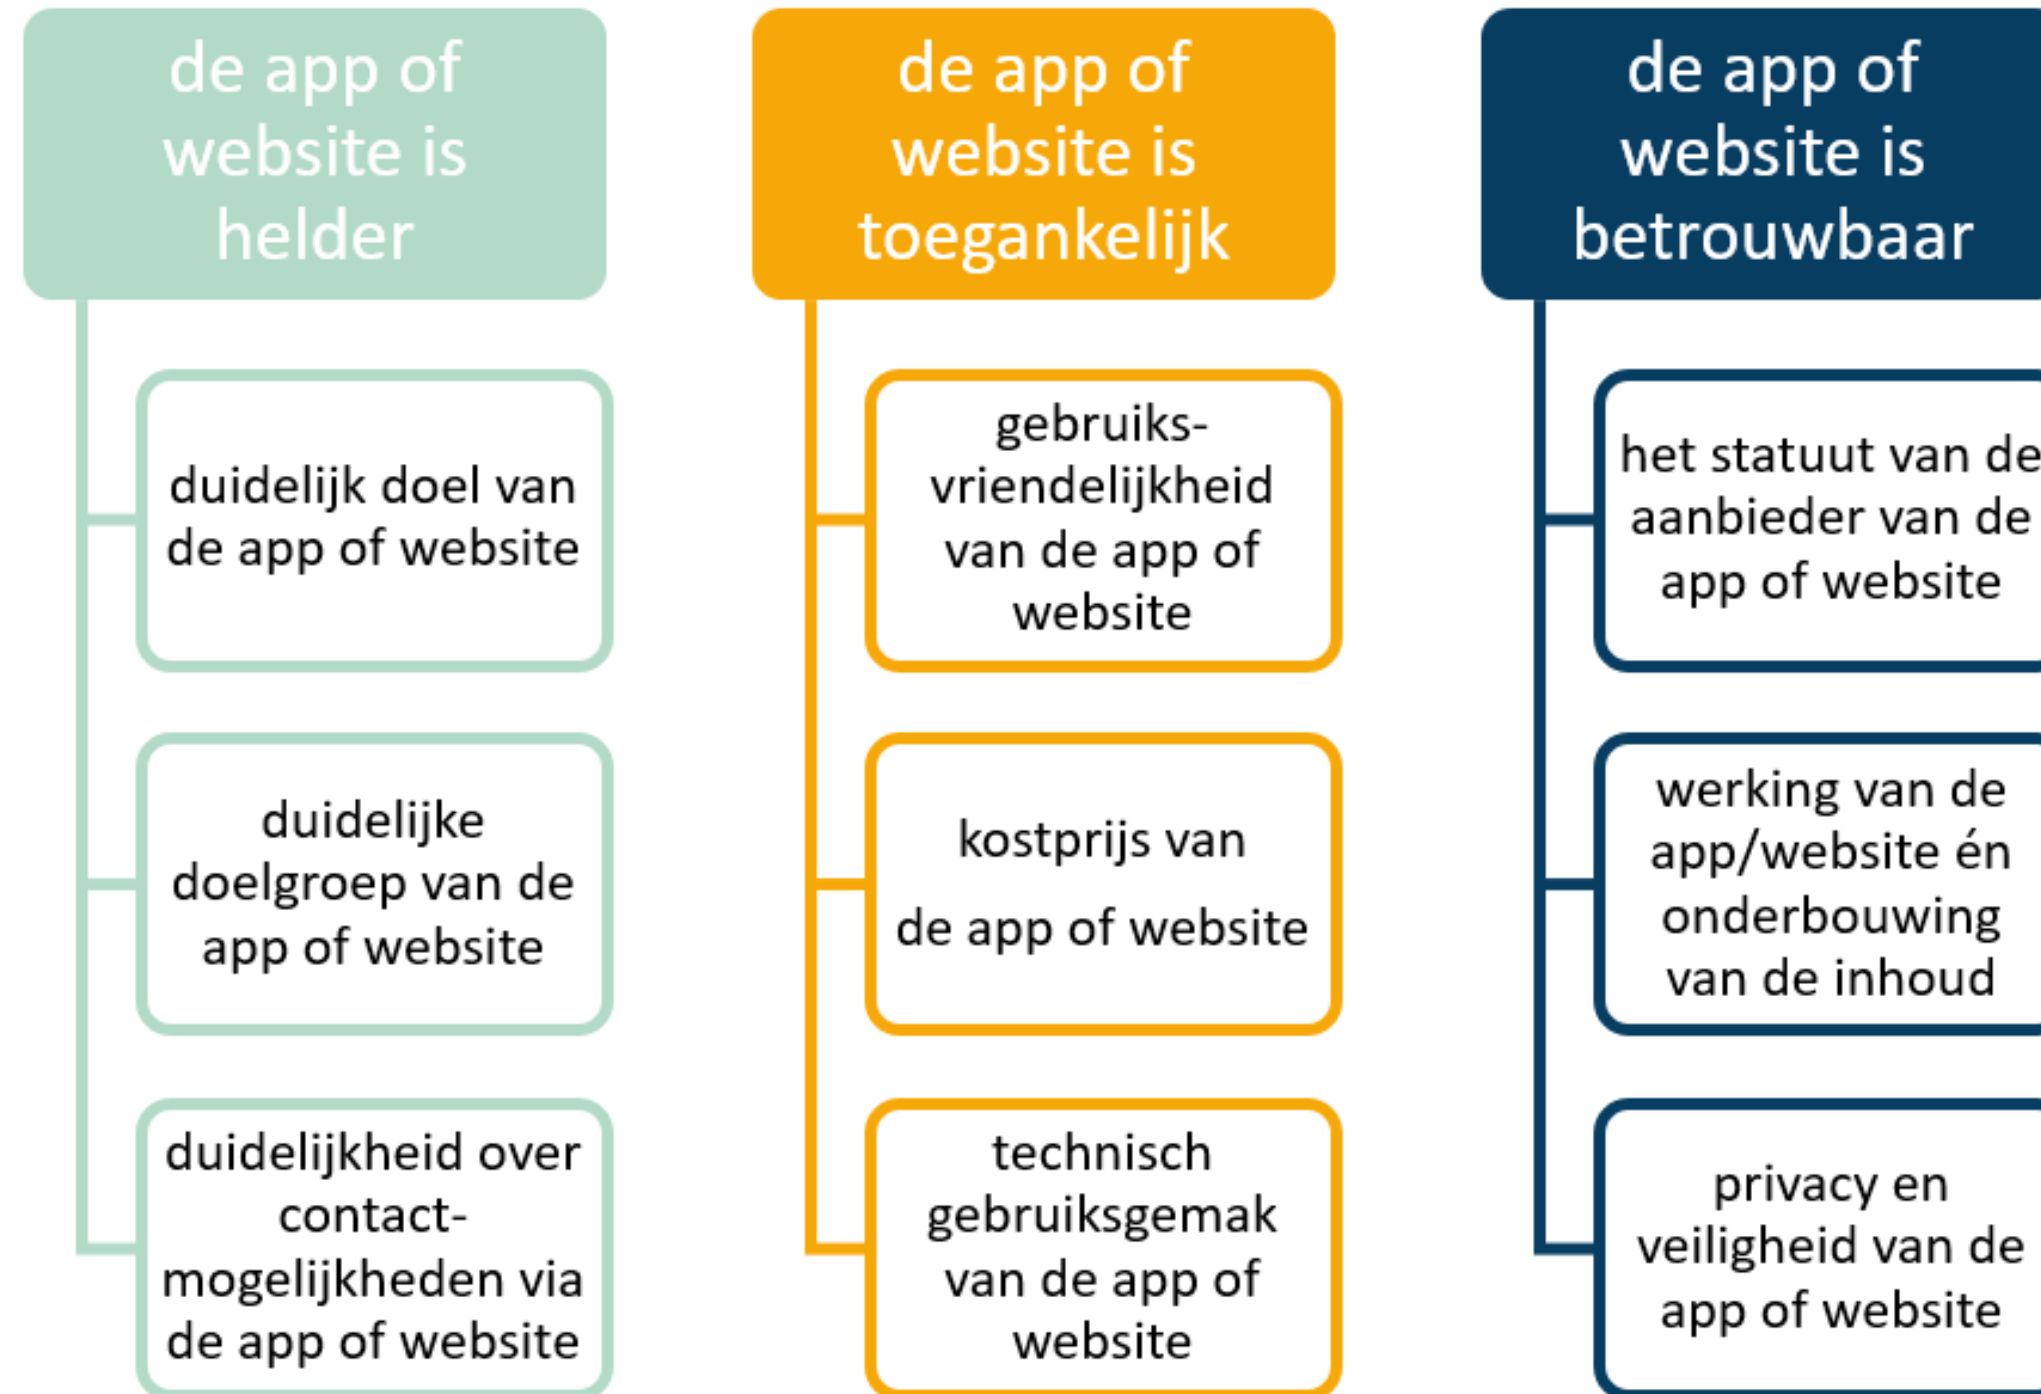 de app of
website is
helder
duidelijk doel van
de app of website
duidelijke
doelgroep van de
app of website
duidelijkheid over
contact-
mogelijkheden via
de app of website
de app of
website is
toegankelijk
gebruiks-
vriendelijkheid
van de app of
website
kostprijs van
de app of website
technisch
gebruiksgemak
van de app of
website
de app of
website is
betrouwbaar
het statuut van de
aanbieder van de
app of website
werking van de
app/website én
onderbouwing
van de inhoud
privacy en
veiligheid van de
app of website